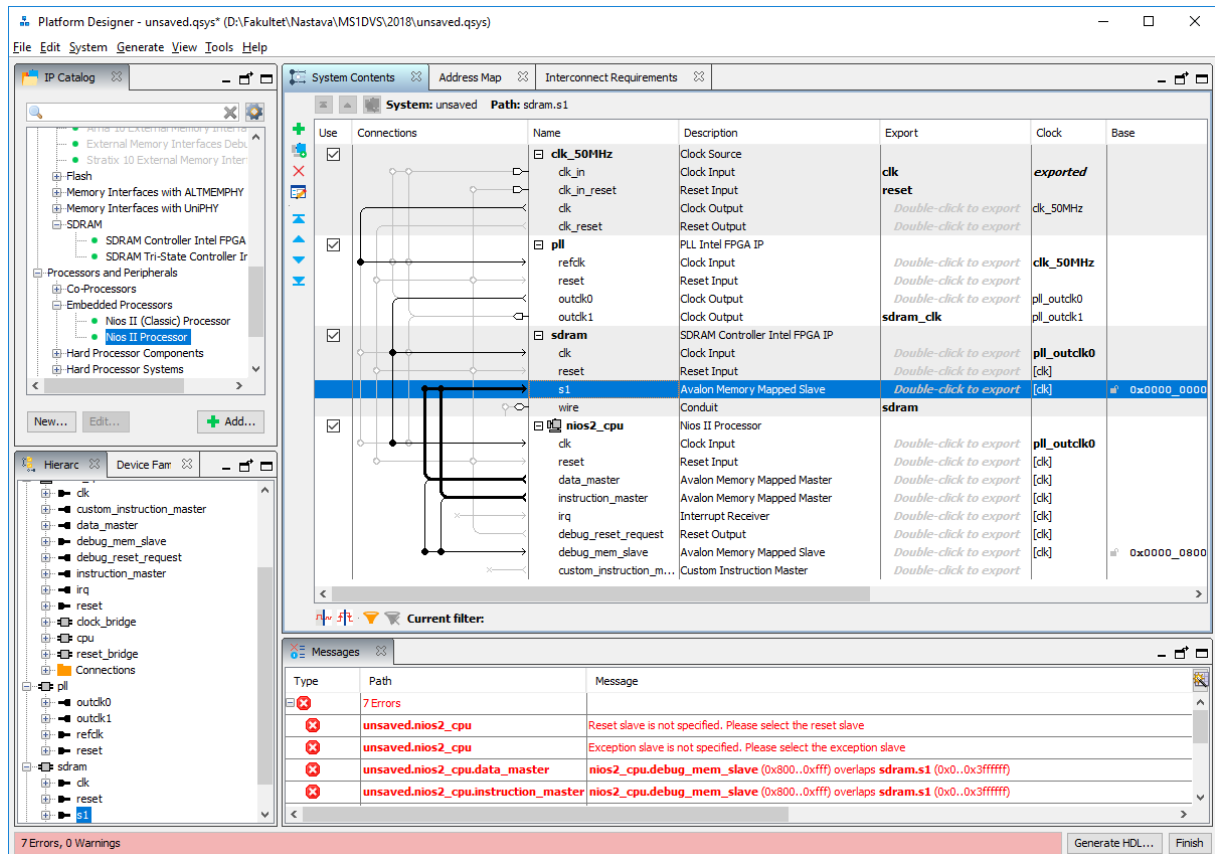 Platform Designer - unsaved.qsys* (D:\Fakultet\Nastava\MS1DVS\2018\unsaved.qsys)
File Edit System Generate View Tools Help
IP Catalog
External Memory Interfaces Debu
Stratix 10 External Memory Inter
Flash
Memory Interfaces with ALTMEMPHY
Memory Interfaces with UniPHY
SDRAM
SDRAM Controller Intel FPGA
SDRAM Tri-State Controller Ir
Processors and Peripherals
Co-Processors
Embedded Processors
Nios II (Classic) Processor
Nios II Processor
Hard Processor Components
Hard Processor Systems
New... Edit... Add...
Hierarc Device Fam
clk
custom_instruction_master
data_master
debug_mem_slave
debug_reset_request
instruction_master
irq
reset
clock_bridge
cpu
reset_bridge
Connections
pll
outclk0
outclk1
refclk
reset
sdram
clk
reset
s1
System Contents Address Map Interconnect Requirements
System: unsaved Path: sdram.s1
Use Connections Name Description Export Clock Base
clk_50MHz Clock Source
clk_in Clock Input clk exported
clk_in_reset Reset Input reset
clk Clock Output Double-click to export clk_50MHz
clk_reset Reset Output Double-click to export
pll PLL Intel FPGA IP
refclk Clock Input Double-click to export clk_50MHz
reset Reset Input Double-click to export
outclk0 Clock Output Double-click to export pll_outclk0
outclk1 Clock Output sdram_clk pll_outclk1
sdram SDRAM Controller Intel FPGA IP
clk Clock Input Double-click to export pll_outclk0
reset Reset Input Double-click to export [clk]
s1 Avalon Memory Mapped Slave Double-click to export [clk] 0x0000_0000
wire Conduit sdram
nios2_cpu Nios II Processor
clk Clock Input Double-click to export pll_outclk0
reset Reset Input Double-click to export [clk]
data_master Avalon Memory Mapped Master Double-click to export [clk]
instruction_master Avalon Memory Mapped Master Double-click to export [clk]
irq Interrupt Receiver Double-click to export [clk]
debug_reset_request Reset Output Double-click to export [clk]
debug_mem_slave Avalon Memory Mapped Slave Double-click to export [clk] 0x0000_0800
custom_instruction_m... Custom Instruction Master Double-click to export
Current filter:
Messages
Type Path Message
7 Errors
unsaved.nios2_cpu Reset slave is not specified. Please select the reset slave
unsaved.nios2_cpu Exception slave is not specified. Please select the exception slave
unsaved.nios2_cpu.data_master nios2_cpu.debug_mem_slave (0x800..0xfff) overlaps sdram.s1 (0x0..0x3ffffff)
unsaved.nios2_cpu.instruction_master nios2_cpu.debug_mem_slave (0x800..0xfff) overlaps sdram.s1 (0x0..0x3ffffff)
7 Errors, 0 Warnings
Generate HDL... Finish